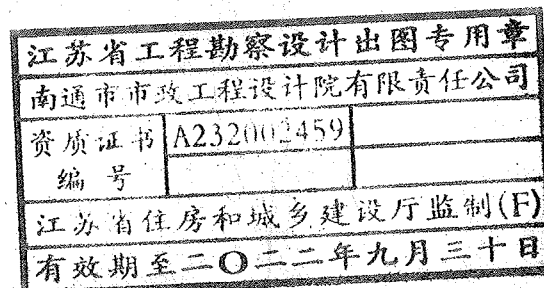 江苏省工程勘察设计出图专用章
南通市市政工程设计院有限责任公司
资质证书 A232002459
编号
江苏省住房和城乡建设厅监制(F)
有效期至二〇二二年九月三十日